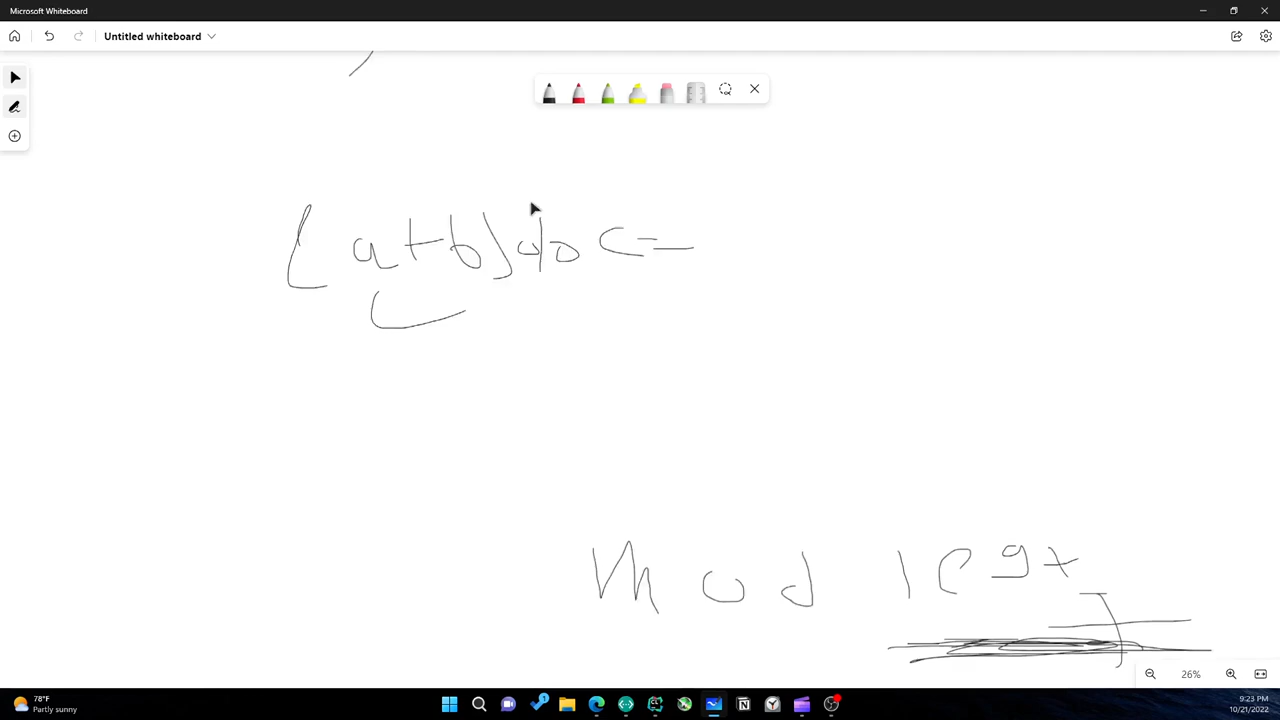 Microsoft Whiteboard
Untitled whiteboard
(a+b)%c=
Mod 1e9+7
26%
78°F
Partly sunny
9:23 PM
10/21/2022